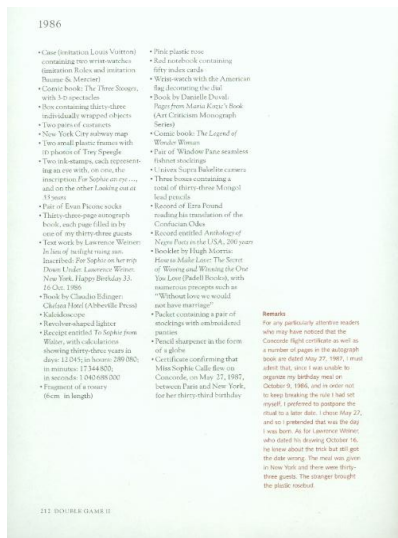 1986
• Case (imitation Louis Vuitton)
containing two wrist-watches
(imitation Rolex and imitation
Baume & Mercier)
• Comic book: The Three Stooges,
with 3-D spectacles
• Box containing thirty-three
individually wrapped objects
• Two pairs of
• New York City subway map
• Two small plastic frames with
ID photos of Trey Speegle
• Two ink-stamps, each represent-
ing an eye with, on one, the
inscription For Sophie an eye ...,
and on the other Looking out at
33 years
• Pair of Evan Picone socks
• Thirty-three-page autograph
book, each page filled in by
one of my thirty-three guests
• Text work by Lawrence Weiner:
In lieu of twilight rising sun.
Inscribed: For Sophie on her trip
Down Under. Lawrence Weiner.
New York. Happy Birthday 33.
16 Oct. 1986
• Book by Claudio Edinger:
Chelsea Hotel (Abbeville Press)
• Kaleidoscope
• Revolver-shaped lighter
• Receipt entitled To Sophie from
Walter, with calculations
showing thirty-three years in
days: 12 045; in hours: 289 080;
in minutes: 17 344 800;
in seconds: 1 040 688 000
• Fragment of a rosary
(6cm in length)
• Pink plastic rose
• Red notebook containing
fifty index cards
• Wrist-watch with the American
flag decorating the dial
• Book by Danielle Duval:
Pages from Maria Knipe's Book
(Art Criticism Monograph
Series)
• Comic book: The Legend of
Wonder Woman
• Pair of Window Pane seamless
fishnet stockings
• Univex Supra Bakelite camera
• Three boxes containing a
total of thirty-three Mongol
lead pencils
• Record of Ezra Pound
reading his translation of the
Confucian Odes
• Record entitled Anthology of
Negro Poets in the USA, 200 years
• Booklet by Hugh Morris:
How to Make Love: The Secret
of Wooing and Winning the One
You Love (Padell Books), with
numerous precepts such as
"Without love we would
not have marriage"
• Packet containing a pair of
stockings with embroidered
panties
• Pencil sharpener in the form
of a globe
• Certificate confirming that
Miss Sophie Calle flew on
Concorde, on May 27, 1987,
between Paris and New York,
for her thirty-third birthday
Remarks
For any particularly attentive readers
who may have noticed that the
Concorde flight certificate as well as
a number of pages in the autograph
book are dated May 27, 1987, I must
admit that, since I was unable to
organize my birthday meal on
October 9, 1986, and in order not
to keep breaking the rule I had set
myself, I preferred to postpone the
ritual to a later date. I chose May 27,
and so I pretended that was the day
I was born. As for Lawrence Weiner,
who dated his drawing October 16,
he knew about the trick but still got
the date wrong. The meal was given
in New York and there were thirty-
three guests. The stranger brought
the plastic rosebud.
212 DOUBLE GAME II